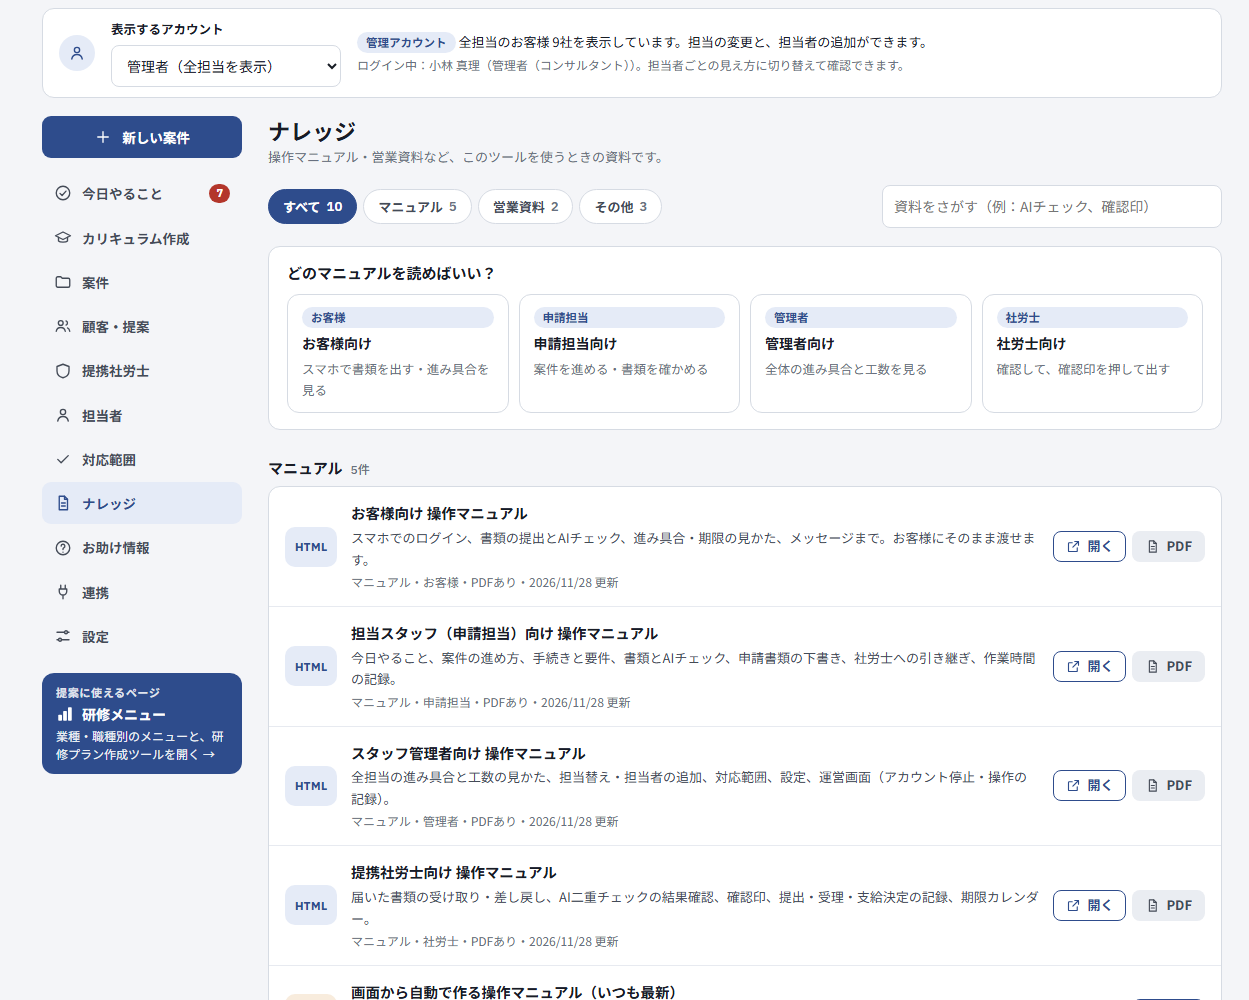 表示するアカウント
管理者（全担当を表示）
管理アカウント 全担当のお客様 9社を表示しています。担当の変更と、担当者の追加ができます。
ログイン中：小林 真理（管理者（コンサルタント））。担当者ごとの見え方に切り替えて確認できます。
新しい案件
今日やること 7
カリキュラム作成
案件
顧客・提案
提携社労士
担当者
対応範囲
ナレッジ
お助け情報
連携
設定
提案に使えるページ
研修メニュー
業種・職種別のメニューと、研
修プラン作成ツールを開く →
ナレッジ
操作マニュアル・営業資料など、このツールを使うときの資料です。
すべて 10
マニュアル 5
営業資料 2
その他 3
資料をさがす（例：AIチェック、確認印）
どのマニュアルを読めばいい？
お客様
お客様向け
スマホで書類を出す・進み具合を
見る
申請担当
申請担当向け
案件を進める・書類を確かめる
管理者
管理者向け
全体の進み具合と工数を見る
社労士
社労士向け
確認して、確認印を押して出す
マニュアル 5件
HTML
お客様向け 操作マニュアル
スマホでのログイン、書類の提出とAIチェック、進み具合・期限の見かた、メッセージまで。お客様にそのまま渡せま
す。
マニュアル・お客様・PDFあり・2026/11/28 更新
開く
PDF
HTML
担当スタッフ（申請担当）向け 操作マニュアル
今日やること、案件の進め方、手続きと要件、書類とAIチェック、申請書類の下書き、社労士への引き継ぎ、作業時間
の記録。
マニュアル・申請担当・PDFあり・2026/11/28 更新
開く
PDF
HTML
スタッフ管理者向け 操作マニュアル
全担当の進み具合と工数の見かた、担当替え・担当者の追加、対応範囲、設定、運営画面（アカウント停止・操作の
記録）。
マニュアル・管理者・PDFあり・2026/11/28 更新
開く
PDF
HTML
提携社労士向け 操作マニュアル
届いた書類の受け取り・差し戻し、AI二重チェックの結果確認、確認印、提出・受理・支給決定の記録、期限カレンダ
ー。
マニュアル・社労士・PDFあり・2026/11/28 更新
開く
PDF
画面から自動で作る操作マニュアル（いつも最新）